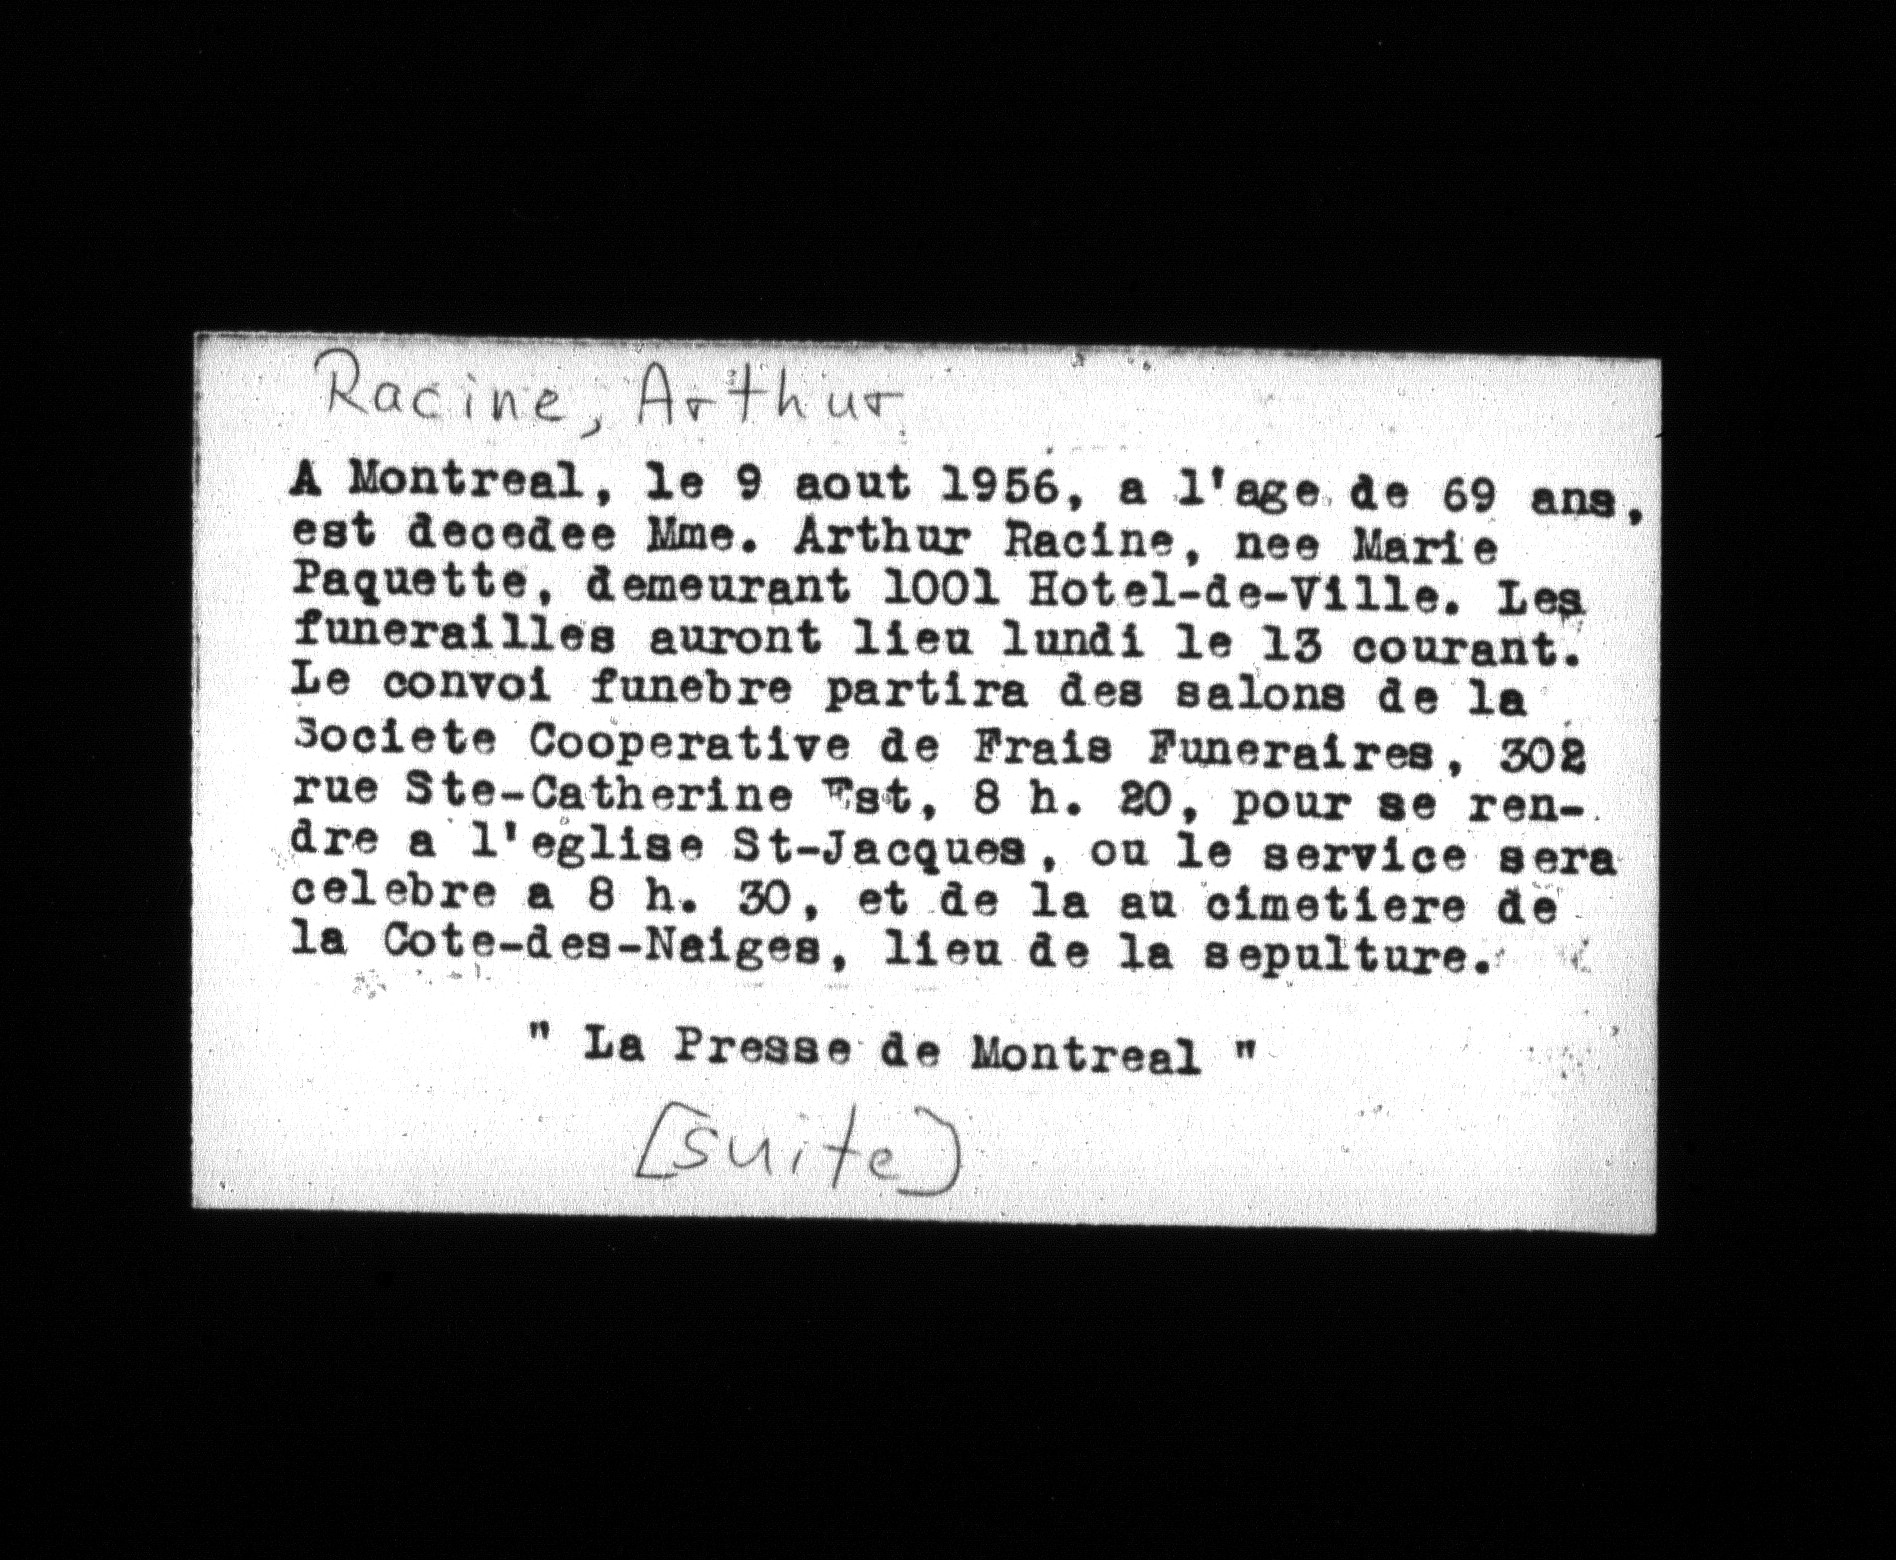 Racine, Arthur
A Montreal, le 9 aout 1956, a l'age de 69 ans,
est decedee Mme. Arthur Racine, nee Marie
Paquette, demeurant 1001 Hotel-de-Ville. Les
funerailles auront lieu lundi le 13 courant.
Le convoi funebre partira des salons de la
Societe Cooperative de Frais Funeraires, 302
rue Ste-Catherine Est, 8 h. 20, pour se ren-
dre a l'eglise St-Jacques, ou le service sera
celebre a 8 h. 30, et de la au cimetiere de
la Cote-des-Neiges, lieu de la sepulture.
" La Presse de Montreal "
[suite]